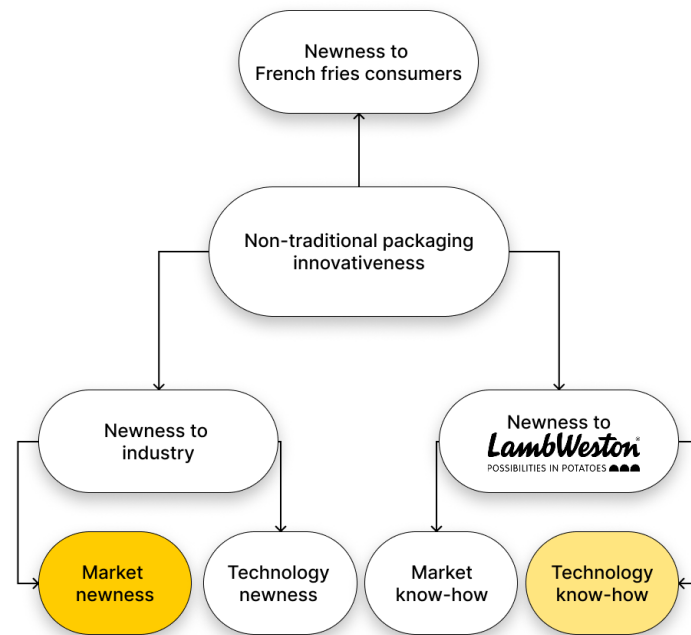 Newness to
French fries consumers
Non-traditional packaging
innovativeness
Newness to
industry
Newness to
LambWeston®
POSSIBILITIES IN POTATOES
Market
newness
Technology
newness
Market
know-how
Technology
know-how